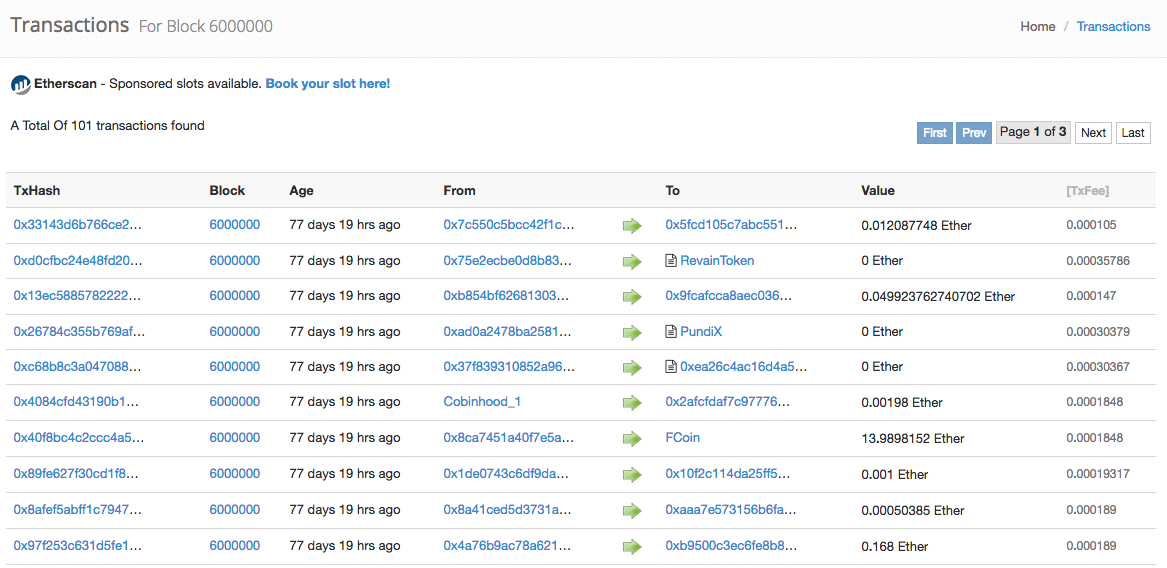 Transactions For Block 6000000
Home / Transactions
Etherscan - Sponsored slots available. Book your slot here!
A Total Of 101 transactions found
First Prev Page 1 of 3 Next Last
TxHash Block Age From To Value [TxFee]
0x33143d6b766ce2... 6000000 77 days 19 hrs ago 0x7c550c5bcc42f1c... 0x5fcd105c7abc551... 0.012087748 Ether 0.000105
0xd0cfbc24e48fd20... 6000000 77 days 19 hrs ago 0x75e2ecbe0d8b83... RevainToken 0 Ether 0.00035786
0x13ec5885782222... 6000000 77 days 19 hrs ago 0xb854bf62681303... 0x9fcafcca8aec036... 0.049923762740702 Ether 0.000147
0x26784c355b769af... 6000000 77 days 19 hrs ago 0xad0a2478ba2581... PundiX 0 Ether 0.00030379
0xc68b8c3a047088... 6000000 77 days 19 hrs ago 0x37f839310852a96... 0xea26c4ac16d4a5... 0 Ether 0.00030367
0x4084cfd43190b1... 6000000 77 days 19 hrs ago Cobinhood_1 0x2afcfdaf7c97776... 0.00198 Ether 0.0001848
0x40f8bc4c2ccc4a5... 6000000 77 days 19 hrs ago 0x8ca7451a40f7e5a... FCoin 13.9898152 Ether 0.0001848
0x89fe627f30cd1f8... 6000000 77 days 19 hrs ago 0x1de0743c6df9da... 0x10f2c114da25ff5... 0.001 Ether 0.00019317
0x8afef5abff1c7947... 6000000 77 days 19 hrs ago 0x8a41ced5d3731a... 0xaaa7e573156b6fa... 0.00050385 Ether 0.000189
0x97f253c631d5fe1... 6000000 77 days 19 hrs ago 0x4a76b9ac78a621... 0xb9500c3ec6fe8b8... 0.168 Ether 0.000189